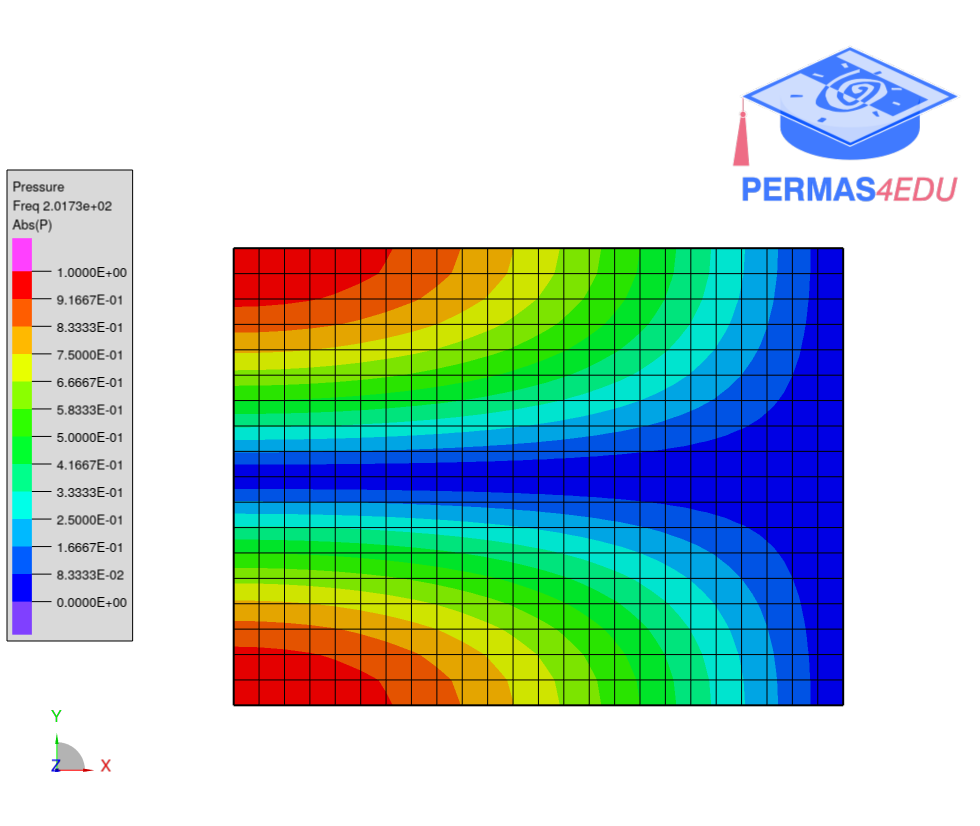 PERMAS4EDU
Pressure
Freq 2.0173e+02
Abs(P)
1.0000E+00
9.1667E-01
8.3333E-01
7.5000E-01
6.6667E-01
5.8333E-01
5.0000E-01
4.1667E-01
3.3333E-01
2.5000E-01
1.6667E-01
8.3333E-02
0.0000E+00
Y
Z
X